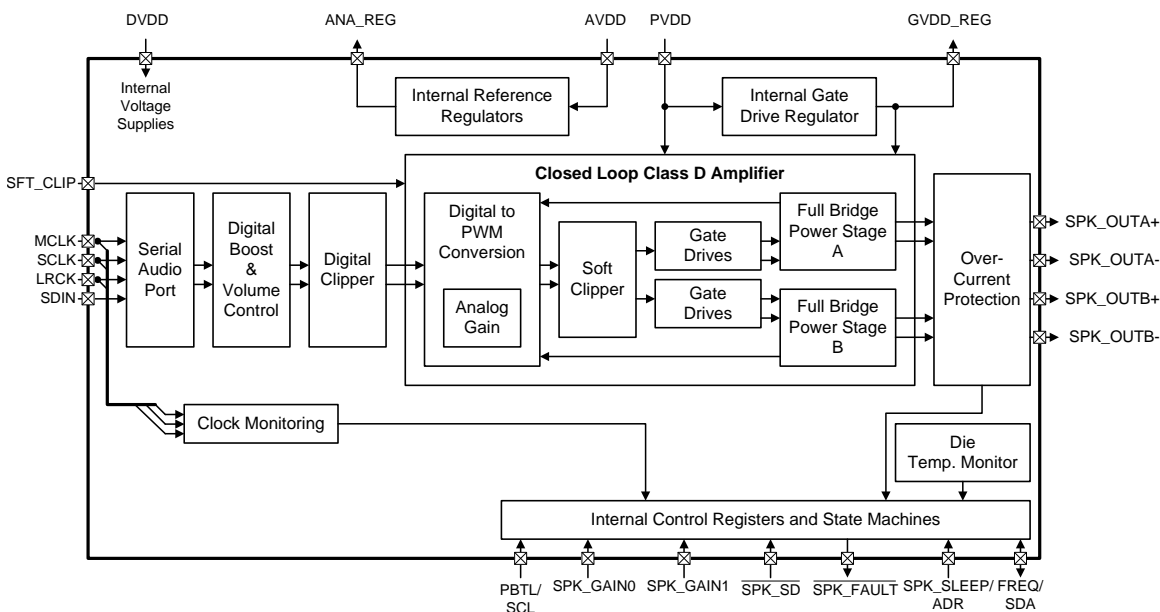 DVDD
ANA_REG
AVDD
PVDD
GVDD_REG
Internal
Voltage
Supplies
Internal Reference
Regulators
Internal Gate
Drive Regulator
Closed Loop Class D Amplifier
SFT_CLIP
MCLK
SCLK
LRCK
SDIN
Serial
Audio
Port
Digital
Boost
&
Volume
Control
Digital
Clipper
Digital to
PWM
Conversion
Analog
Gain
Soft
Clipper
Gate
Drives
Gate
Drives
Full Bridge
Power Stage
A
Full Bridge
Power Stage
B
Over-
Current
Protection
SPK_OUTA+
SPK_OUTA-
SPK_OUTB+
SPK_OUTB-
Clock Monitoring
Die
Temp. Monitor
Internal Control Registers and State Machines
PBTL/
SCL
SPK_GAIN0
SPK_GAIN1
SPK_SD
SPK_FAULT
SPK_SLEEP/
ADR
FREQ/
SDA